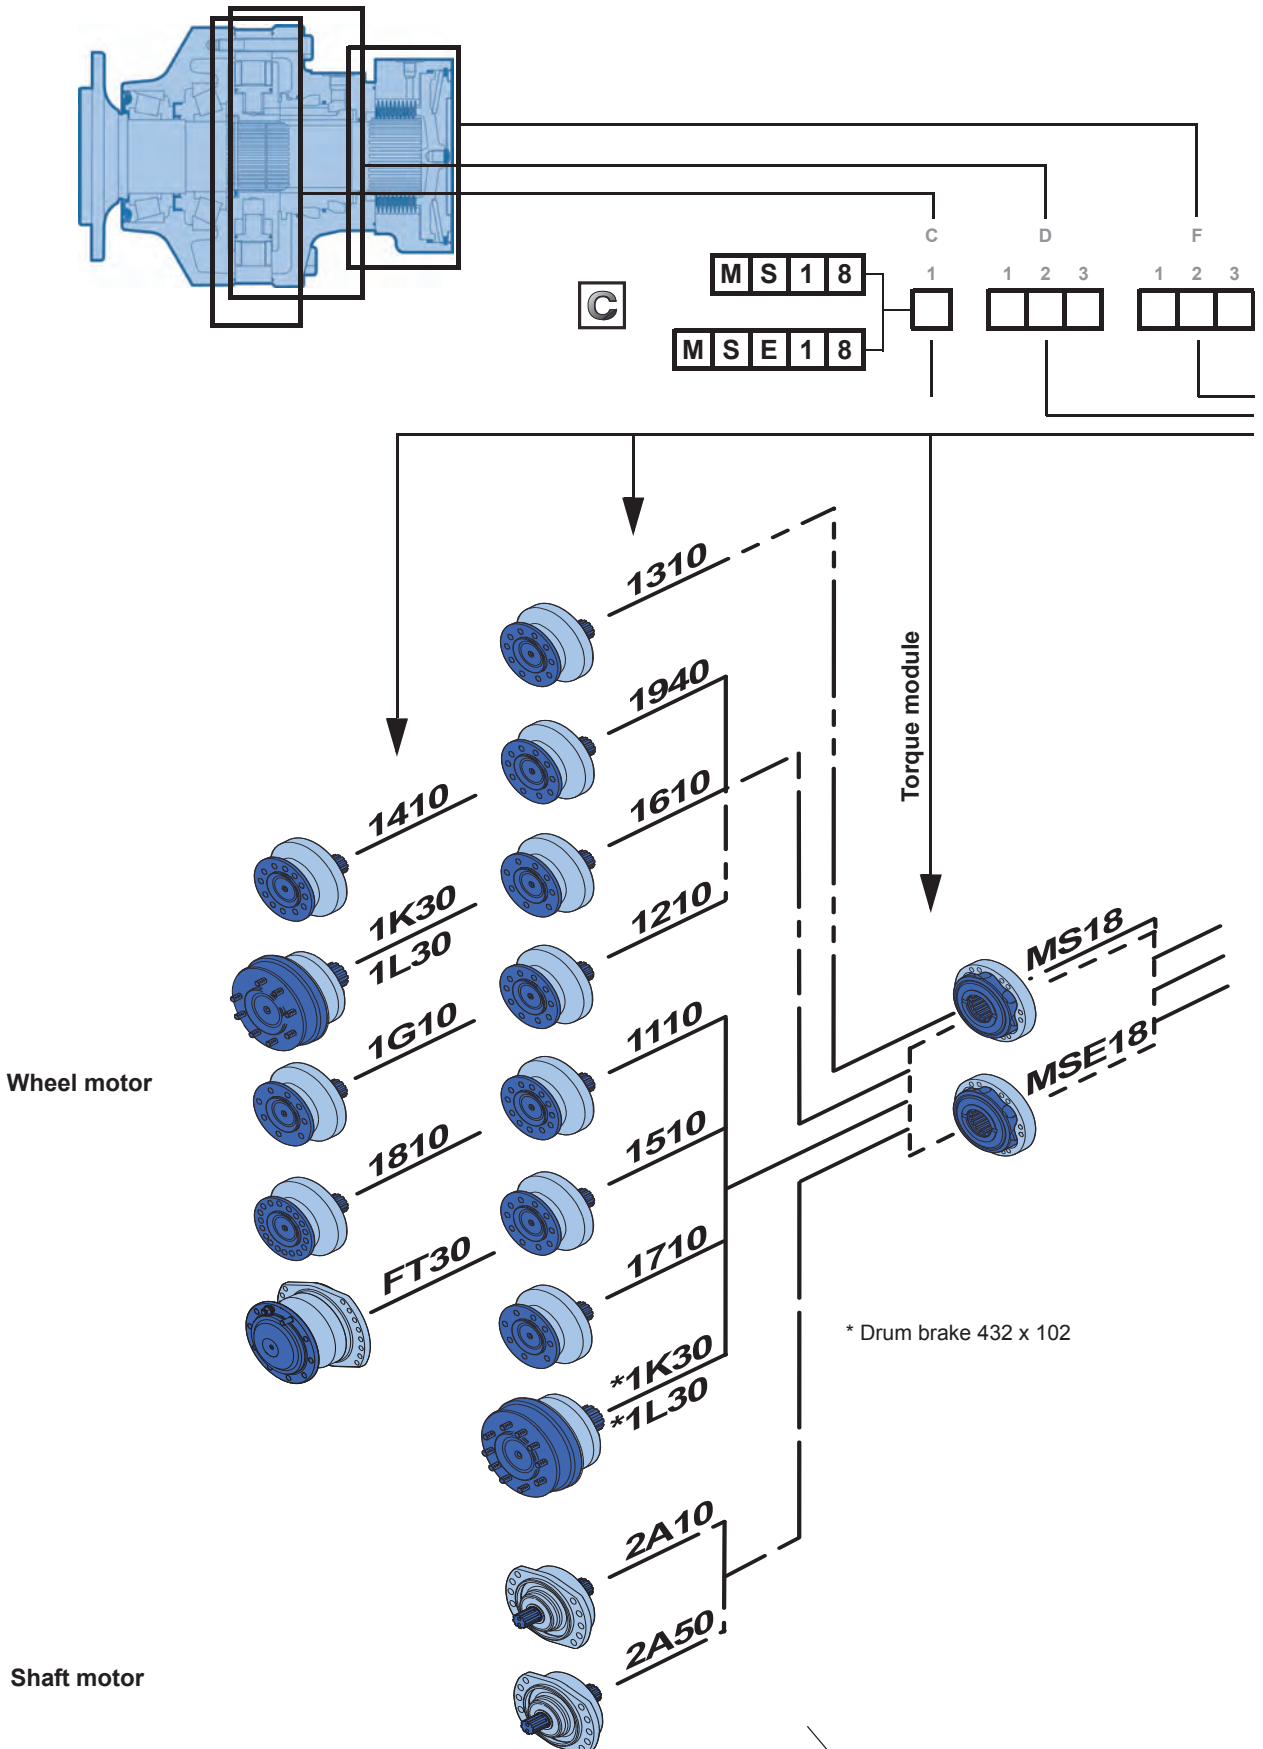 C D F
1 1 2 3 1 2 3
M S 1 8
C
M S E 1 8
1310
Torque module
1940
1410
1610
1K30
1L30
1210
MS18
1G10
1110
MSE18
Wheel motor
1810
1510
FT30
1710
* Drum brake 432 x 102
*1K30
*1L30
2A10
2A50
Shaft motor